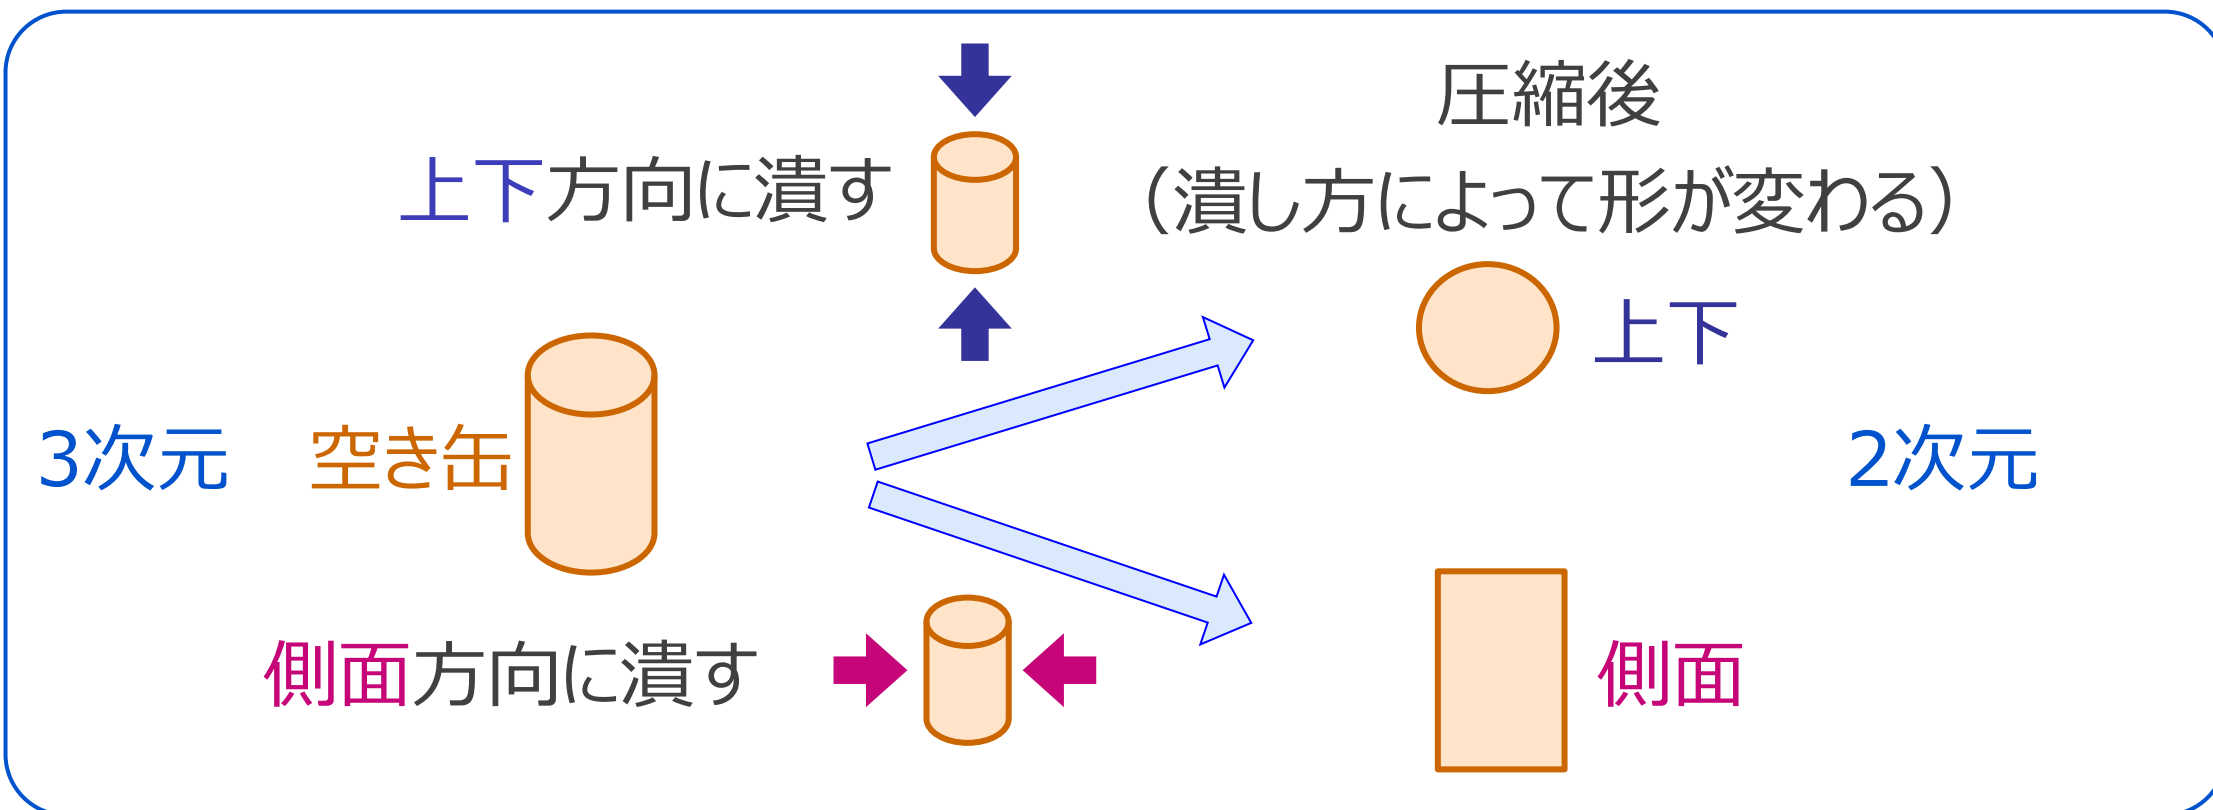 圧縮後
(潰し方によって形が変わる)
上下方向に潰す
上下
3次元
空き缶
2次元
側面方向に潰す
側面